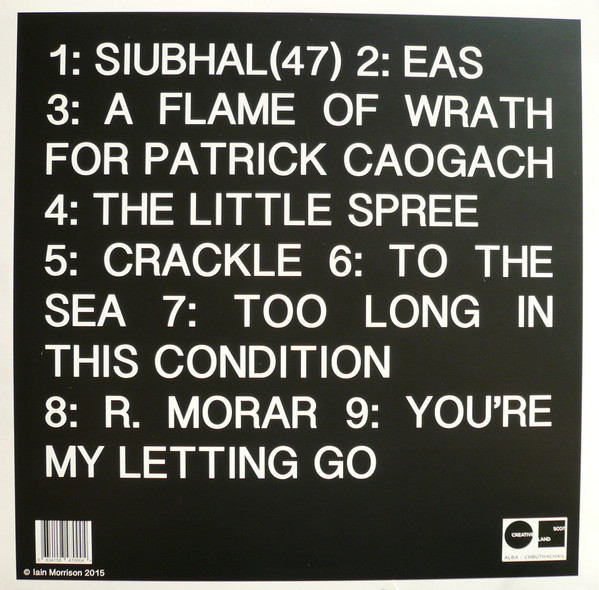 1: SIUBHAL(47) 2: EAS
3: A FLAME OF WRATH
FOR PATRICK CAOGACH
4: THE LITTLE SPREE
5: CRACKLE 6: TO THE
SEA 7: TOO LONG IN
THIS CONDITION
8: R. MORAR 9: YOU'RE
MY LETTING GO
© Iain Morrison 2015
CREATIVE
SCOT
LAND
ALBA | CHRUTHACHAIL